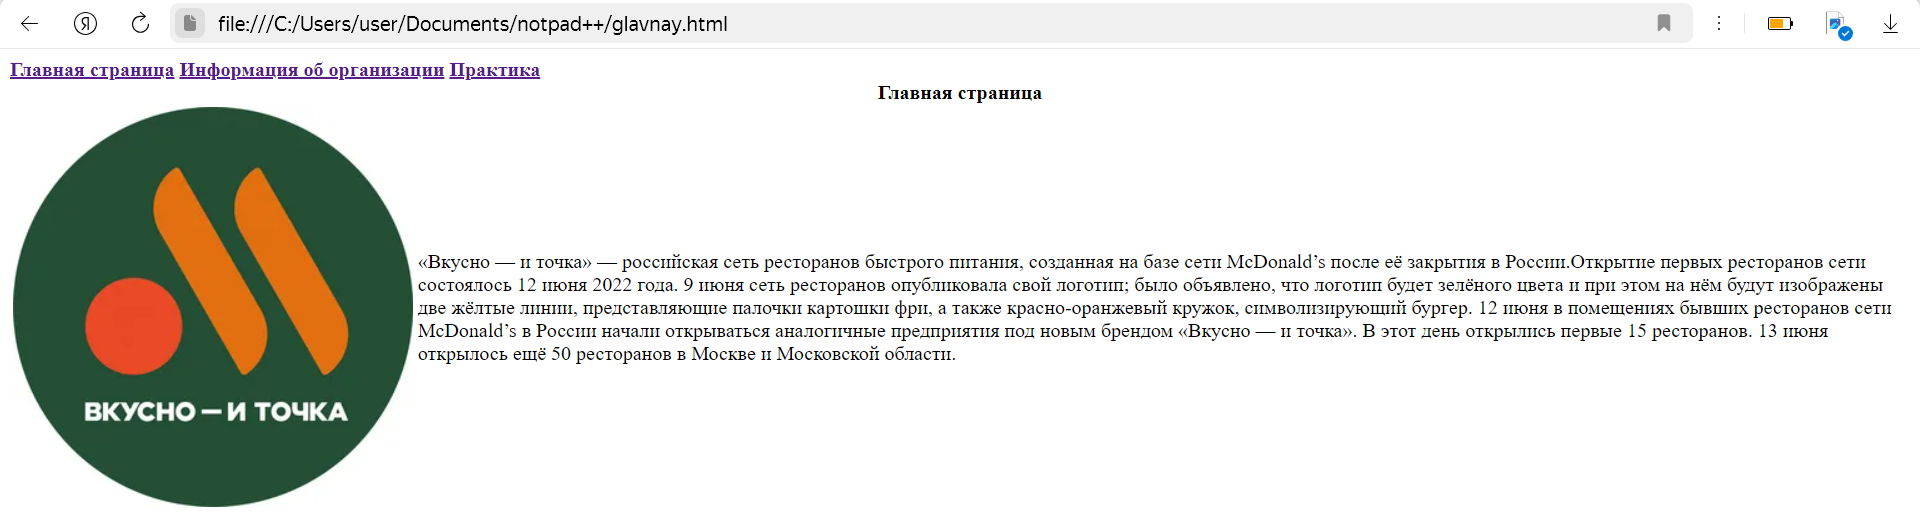 file:///C:/Users/user/Documents/notpad++/glavnay.html
Главная страница Информация об организации Практика
Главная страница
«Вкусно — и точка» — российская сеть ресторанов быстрого питания, созданная на базе сети McDonald’s после её закрытия в России.Открытие первых ресторанов сети
состоялось 12 июня 2022 года. 9 июня сеть ресторанов опубликовала свой логотип; было объявлено, что логотип будет зелёного цвета и при этом на нём будут изображены
две жёлтые линии, представляющие палочки картошки фри, а также красно-оранжевый кружок, символизирующий бургер. 12 июня в помещениях бывших ресторанов сети
McDonald’s в России начали открываться аналогичные предприятия под новым брендом «Вкусно — и точка». В этот день открылись первые 15 ресторанов. 13 июня
открылось ещё 50 ресторанов в Москве и Московской области.
ВКУСНО — И ТОЧКА